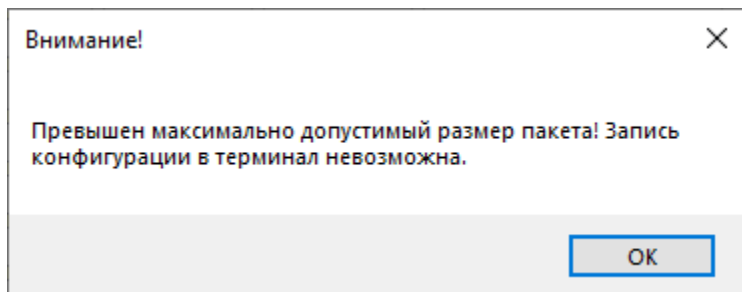 Внимание!
Превышен максимально допустимый размер пакета! Запись
конфигурации в терминал невозможна.
OK